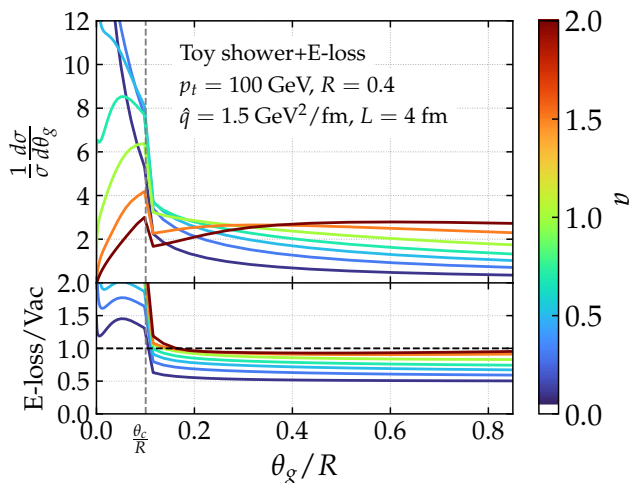 12
10
8
6
4
2
1/σ dσ/dθ_g
Toy shower+E-loss
p_t = 100 GeV, R = 0.4
q̂ = 1.5 GeV²/fm, L = 4 fm
2.0
1.5
1.0
0.5
0.0
E-loss/Vac
0.0 θ_c/R 0.2 0.4 0.6 0.8
θ_g/R
2.0
1.5
1.0
0.5
0.0
a